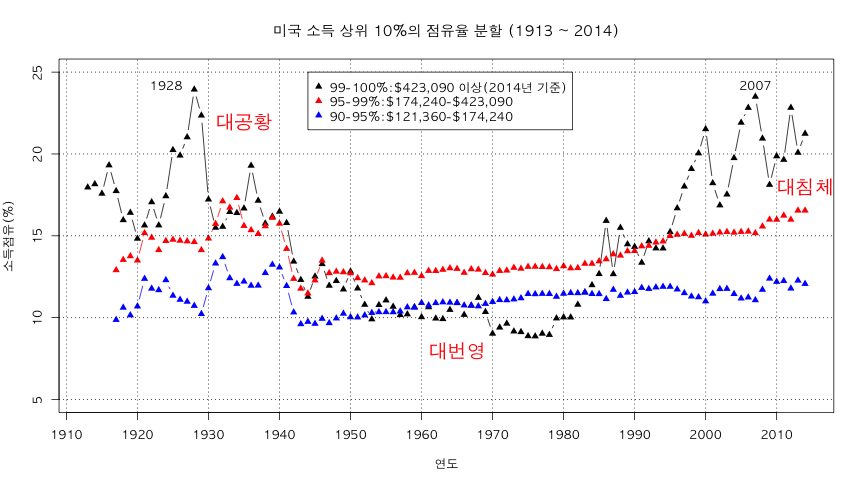 미국 소득 상위 10%의 점유율 분할 (1913 ~ 2014)
25
20
15
10
5
소득점유(%)
1928
2007
99-100%:$423,090 이상(2014년 기준)
95-99%:$174,240-$423,090
90-95%:$121,360-$174,240
대공황
대침체
대번영
1910 1920 1930 1940 1950 1960 1970 1980 1990 2000 2010
연도